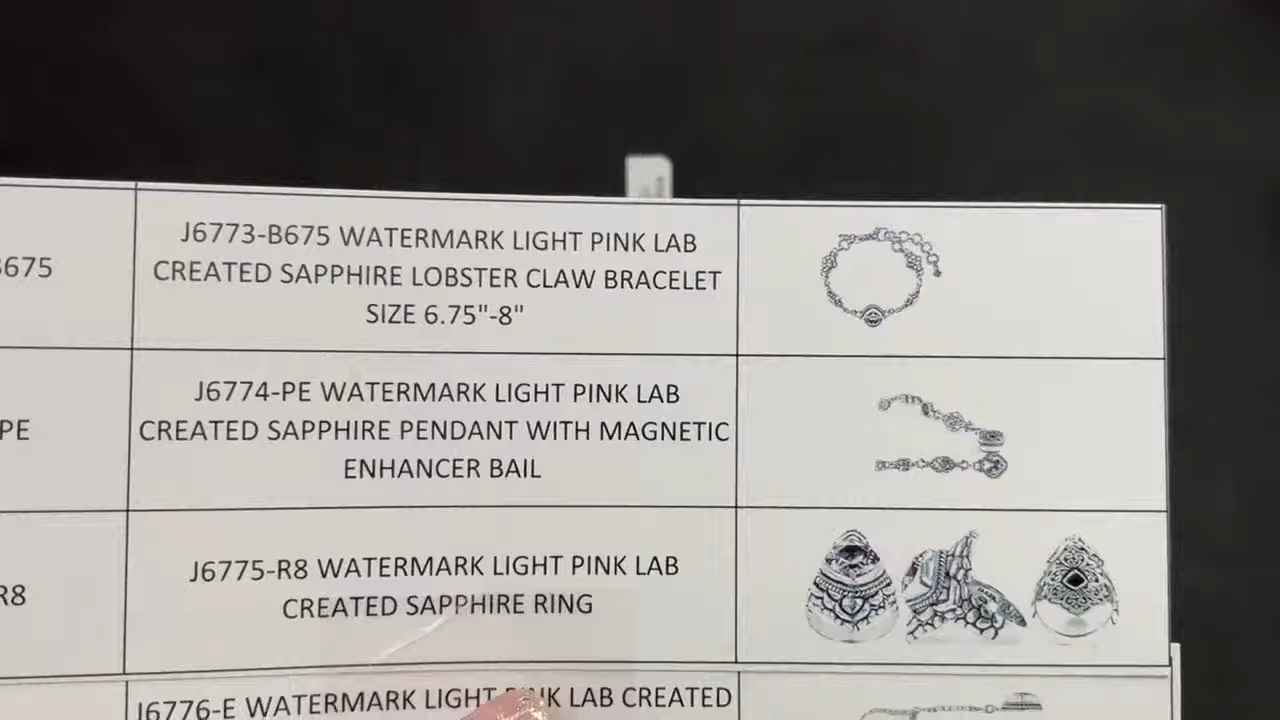 J6773-B675 WATERMARK LIGHT PINK LAB
CREATED SAPPHIRE LOBSTER CLAW BRACELET
SIZE 6.75"-8"
PE
J6774-PE WATERMARK LIGHT PINK LAB
CREATED SAPPHIRE PENDANT WITH MAGNETIC
ENHANCER BAIL
R8
J6775-R8 WATERMARK LIGHT PINK LAB
CREATED SAPPHIRE RING
J6776-E WATERMARK LIGHT PINK LAB CREATED